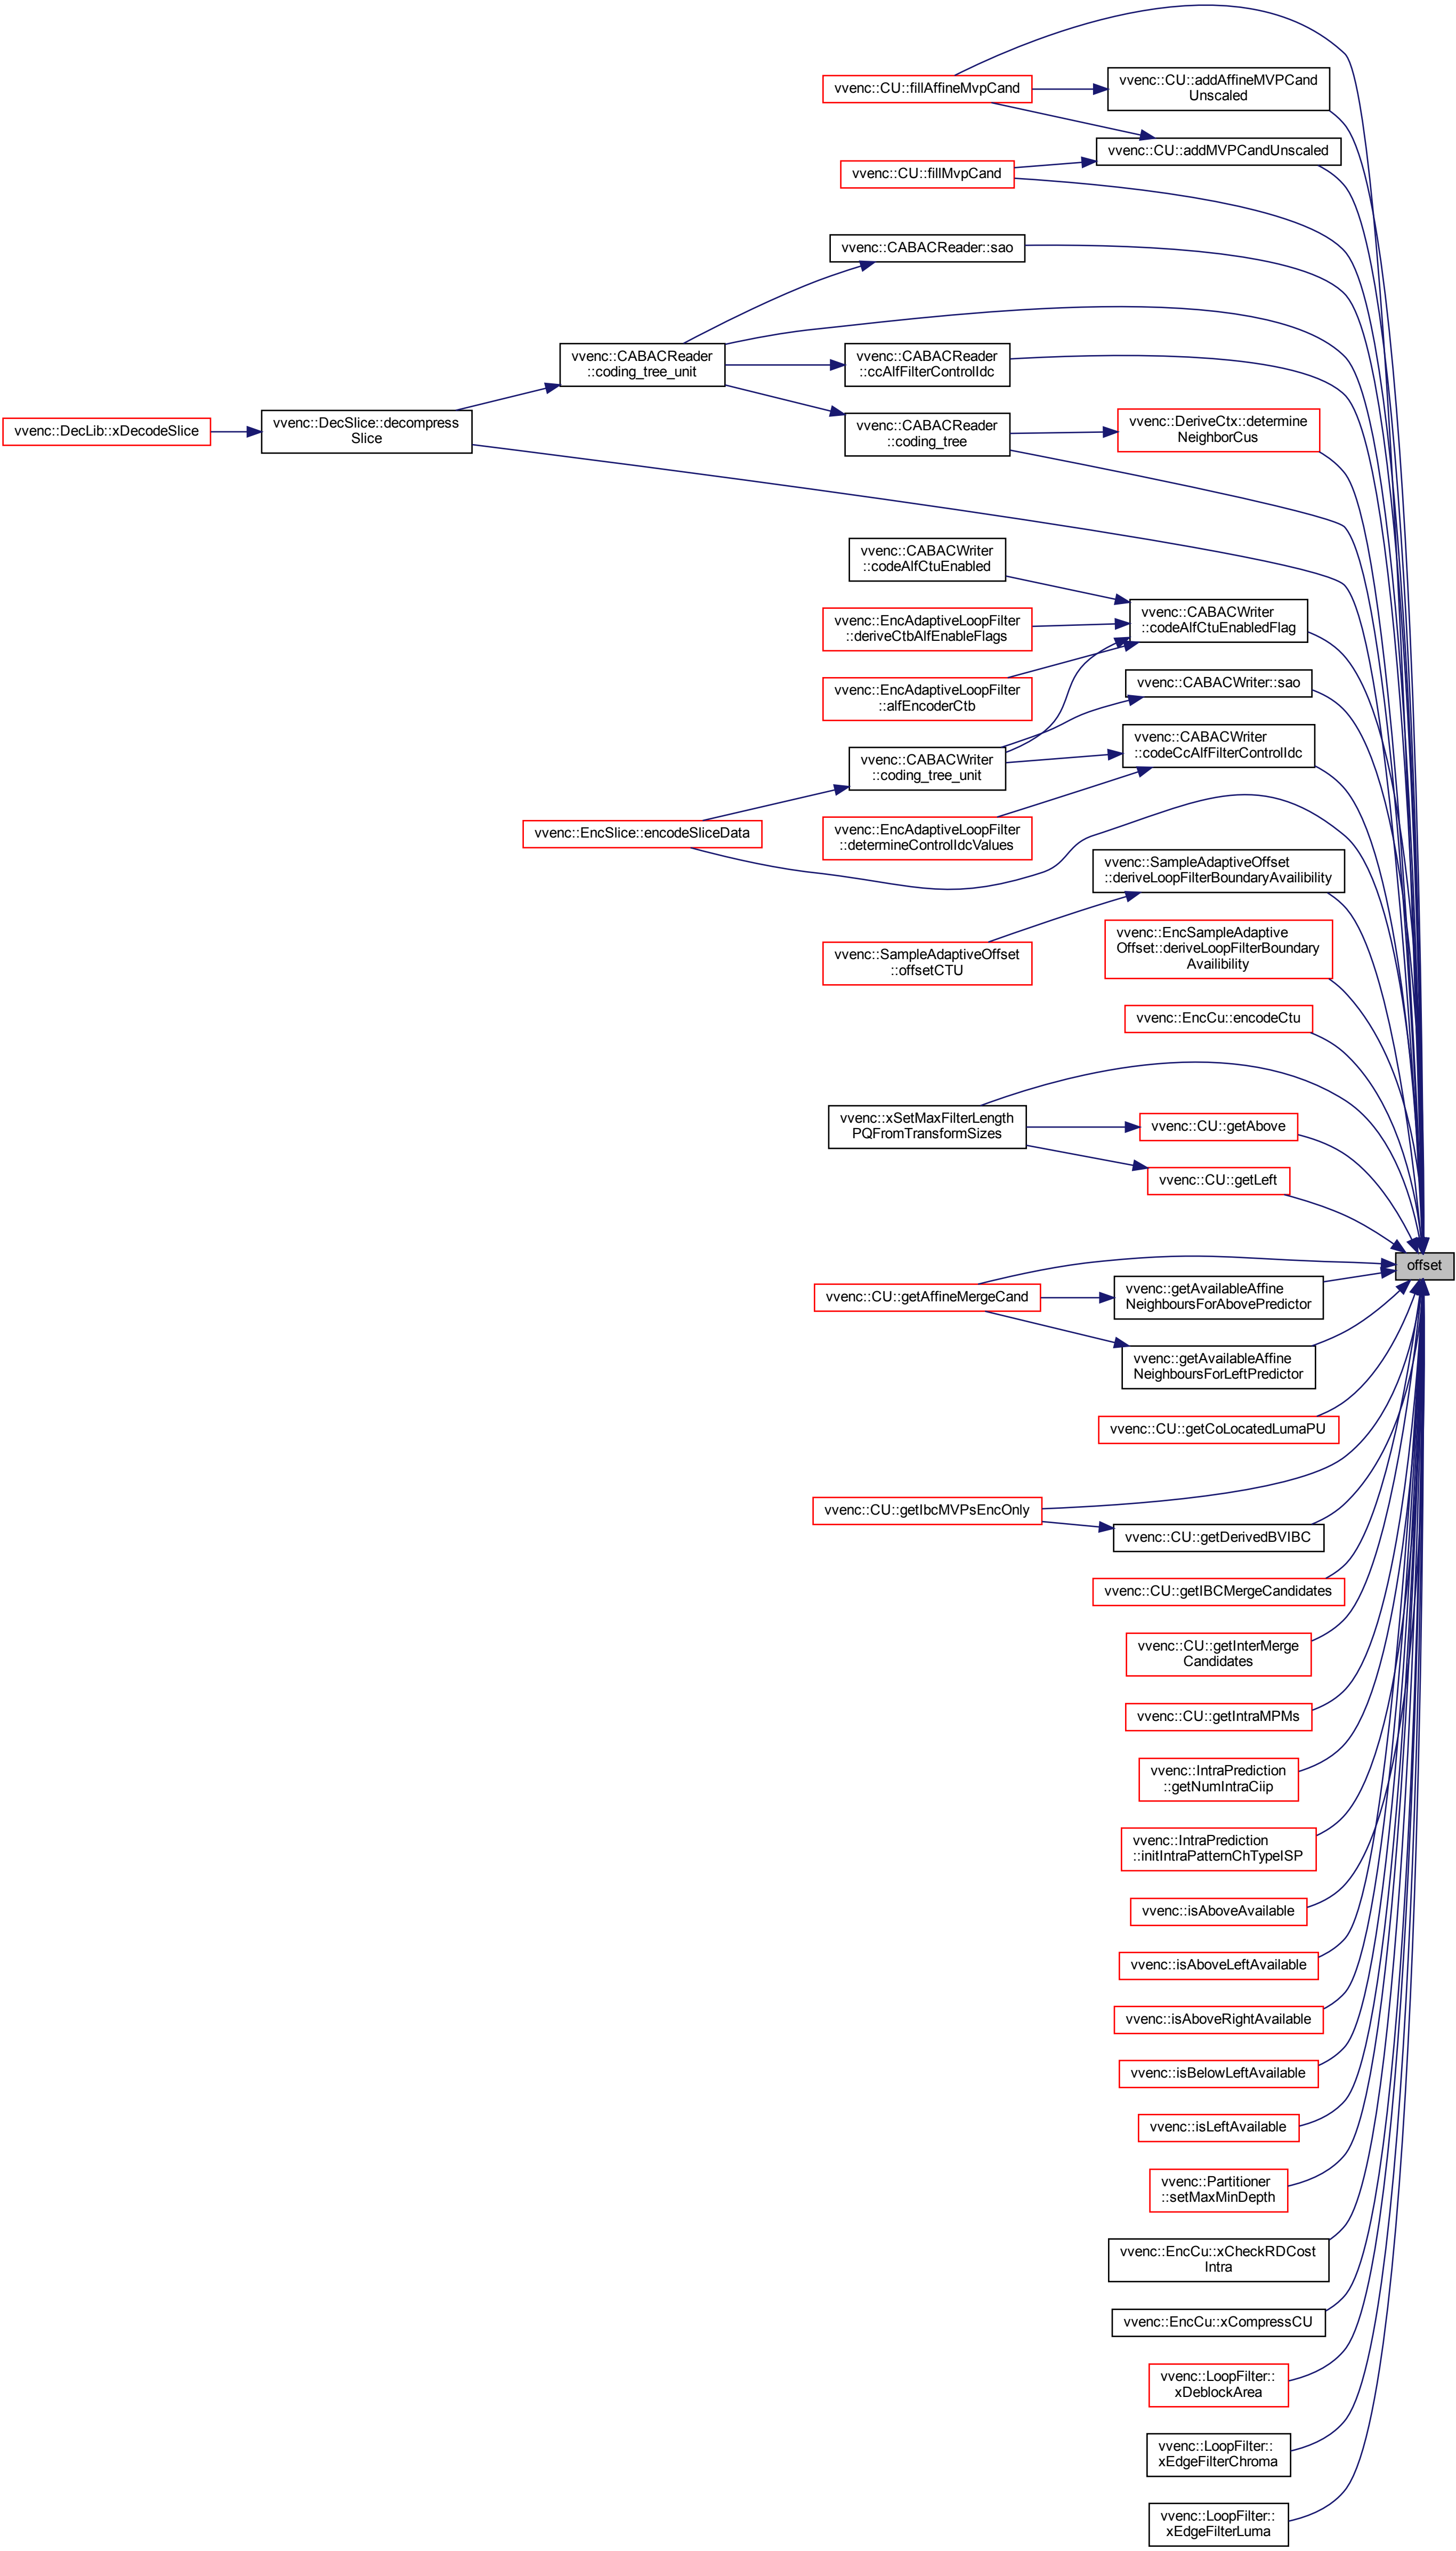 vvenc::CU::fillAffineMvpCand
vvenc::CU::addAffineMVPCand
Unscaled
vvenc::CU::addMVPCandUnscaled
vvenc::CU::fillMvpCand
vvenc::CABACReader::sao
vvenc::CABACReader
::coding_tree_unit
vvenc::CABACReader
::ccAlfFilterControlIdc
vvenc::DecLib::xDecodeSlice
vvenc::DecSlice::decompress
Slice
vvenc::CABACReader
::coding_tree
vvenc::DeriveCtx::determine
NeighborCus
vvenc::CABACWriter
::codeAlfCtuEnabled
vvenc::CABACWriter
::codeAlfCtuEnabledFlag
vvenc::EncAdaptiveLoopFilter
::deriveCtbAlfEnableFlags
vvenc::EncAdaptiveLoopFilter
::alfEncoderCtb
vvenc::CABACWriter::sao
vvenc::CABACWriter
::coding_tree_unit
vvenc::CABACWriter
::codeCcAlfFilterControlIdc
vvenc::EncSlice::encodeSliceData
vvenc::EncAdaptiveLoopFilter
::determineControlIdcValues
vvenc::SampleAdaptiveOffset
::deriveLoopFilterBoundaryAvailibility
vvenc::SampleAdaptiveOffset
::offsetCTU
vvenc::EncSampleAdaptive
Offset::deriveLoopFilterBoundary
Availibility
vvenc::EncCu::encodeCtu
vvenc::xSetMaxFilterLength
PQFromTransformSizes
vvenc::CU::getAbove
vvenc::CU::getLeft
offset
vvenc::CU::getAffineMergeCand
vvenc::getAvailableAffine
NeighboursForAbovePredictor
vvenc::getAvailableAffine
NeighboursForLeftPredictor
vvenc::CU::getCoLocatedLumaPU
vvenc::CU::getIbcMVPsEncOnly
vvenc::CU::getDerivedBVIBC
vvenc::CU::getIBCMergeCandidates
vvenc::CU::getInterMerge
Candidates
vvenc::CU::getIntraMPMs
vvenc::IntraPrediction
::getNumIntraCiip
vvenc::IntraPrediction
::initIntraPatternChTypeISP
vvenc::isAboveAvailable
vvenc::isAboveLeftAvailable
vvenc::isAboveRightAvailable
vvenc::isBelowLeftAvailable
vvenc::isLeftAvailable
vvenc::Partitioner
::setMaxMinDepth
vvenc::EncCu::xCheckRDCost
Intra
vvenc::EncCu::xCompressCU
vvenc::LoopFilter::
xDeblockArea
vvenc::LoopFilter::
xEdgeFilterChroma
vvenc::LoopFilter::
xEdgeFilterLuma